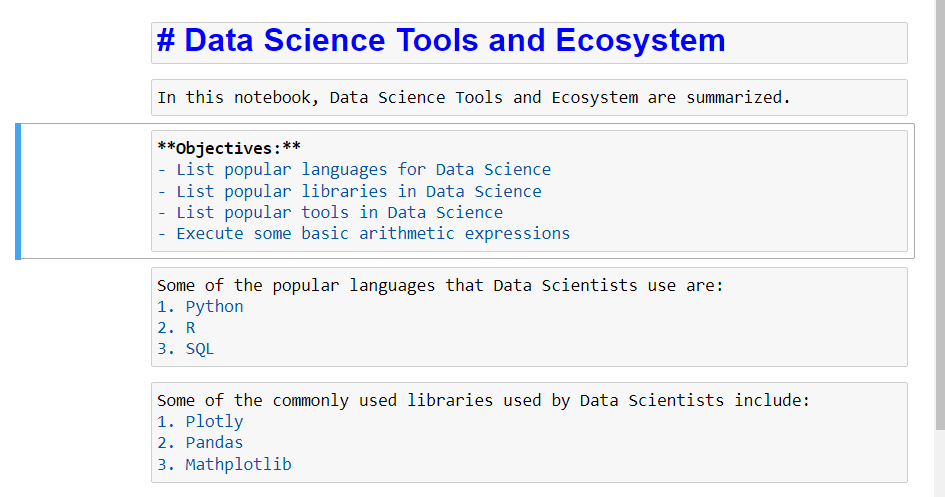 # Data Science Tools and Ecosystem
In this notebook, Data Science Tools and Ecosystem are summarized.
**Objectives:**
- List popular languages for Data Science
- List popular libraries in Data Science
- List popular tools in Data Science
- Execute some basic arithmetic expressions
Some of the popular languages that Data Scientists use are:
1. Python
2. R
3. SQL
Some of the commonly used libraries used by Data Scientists include:
1. Plotly
2. Pandas
3. Mathplotlib